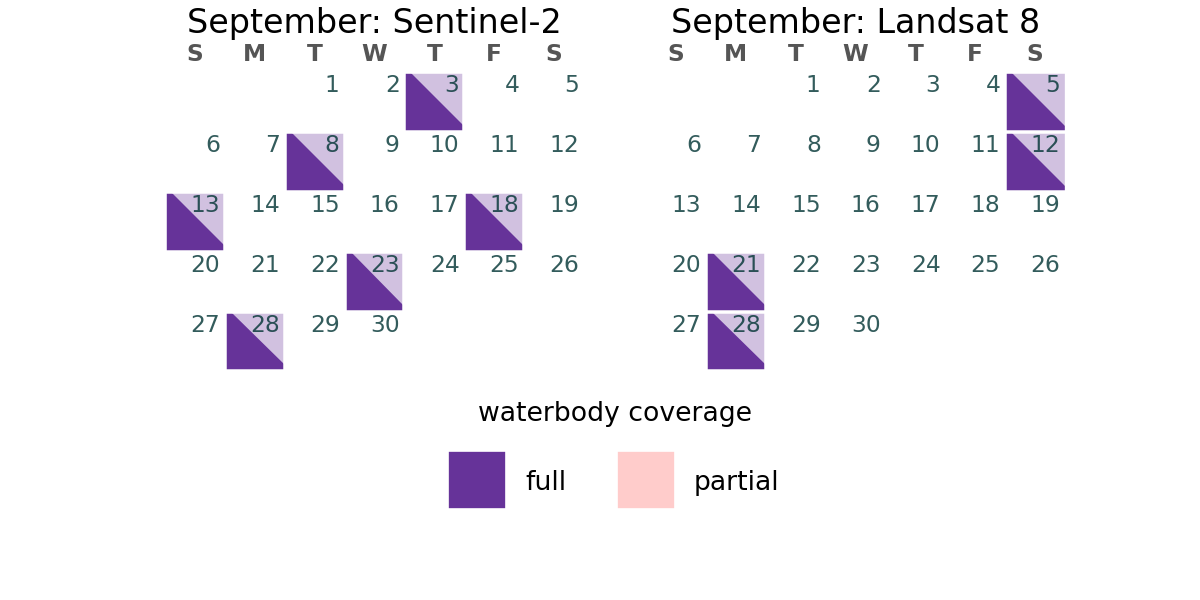 September: Sentinel-2
S M T W T F S
1 2 3 4 5
6 7 8 9 10 11 12
13 14 15 16 17 18 19
20 21 22 23 24 25 26
27 28 29 30
September: Landsat 8
S M T W T F S
1 2 3 4 5
6 7 8 9 10 11 12
13 14 15 16 17 18 19
20 21 22 23 24 25 26
27 28 29 30
waterbody coverage
full
partial